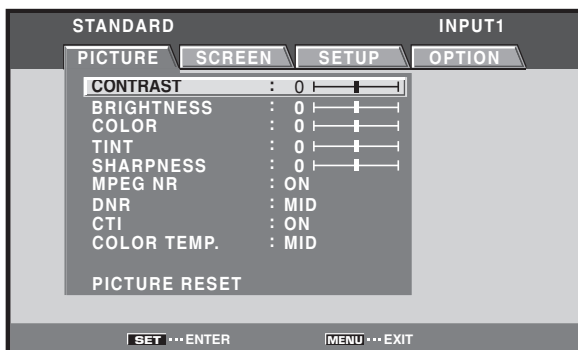 STANDARD INPUT1
PICTURE SCREEN SETUP OPTION
CONTRAST : 0
BRIGHTNESS : 0
COLOR : 0
TINT : 0
SHARPNESS : 0
MPEG NR : ON
DNR : MID
CTI : ON
COLOR TEMP. : MID
PICTURE RESET
SET ··· ENTER MENU ··· EXIT